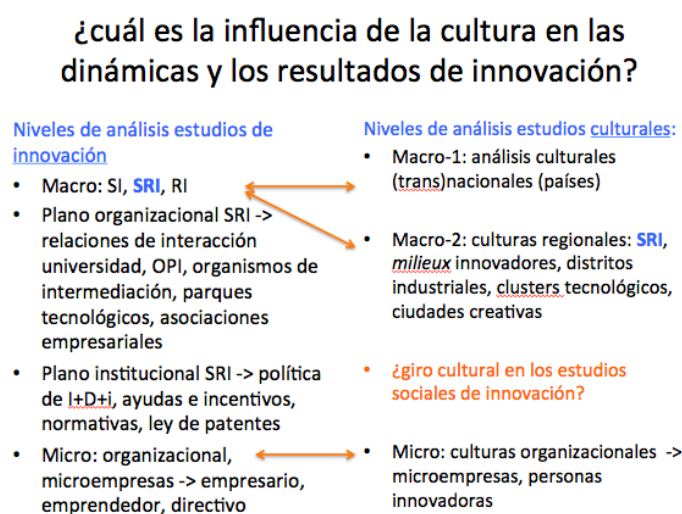 ¿cuál es la influencia de la cultura en las
dinámicas y los resultados de innovación?
Niveles de análisis estudios de
innovación
• Macro: SI, SRI, RI
• Plano organizacional SRI ->
relaciones de interacción
universidad, OPI, organismos de
intermediación, parques
tecnológicos, asociaciones
empresariales
• Plano institucional SRI -> política
de I+D+i, ayudas e incentivos,
normativas, ley de patentes
• Micro: organizacional,
microempresas -> empresario,
emprendedor, directivo
Niveles de análisis estudios culturales:
• Macro-1: análisis culturales
(trans)nacionales (países)
• Macro-2: culturas regionales: SRI,
milieux innovadores, distritos
industriales, clusters tecnológicos,
ciudades creativas
• ¿giro cultural en los estudios
sociales de innovación?
• Micro: culturas organizacionales ->
microempresas, personas
innovadoras